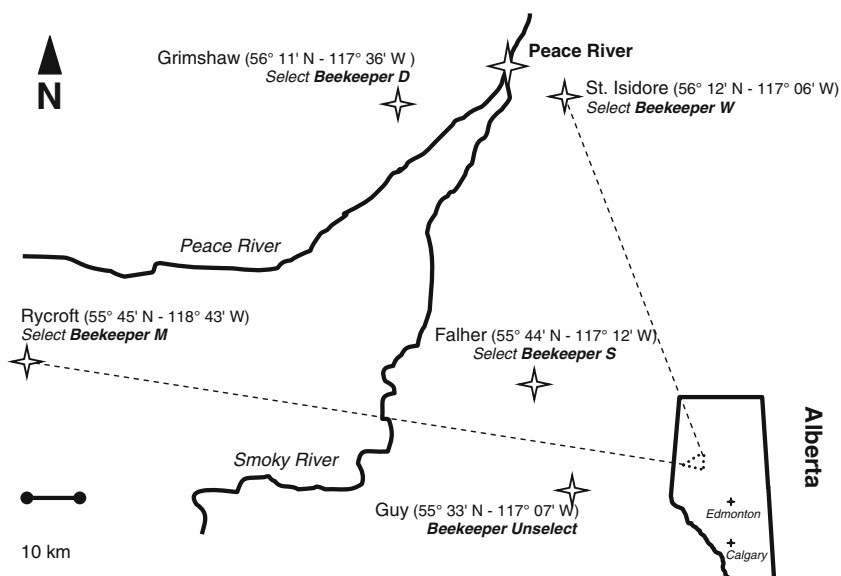 Peace River
Grimshaw (56° 11' N - 117° 36' W )
Select Beekeeper D
N
St. Isidore (56° 12' N - 117° 06' W)
Select Beekeeper W
Peace River
Rycroft (55° 45' N - 118° 43' W)
Select Beekeeper M
Falher (55° 44' N - 117° 12' W)
Select Beekeeper S
Alberta
Smoky River
Guy (55° 33' N - 117° 07' W)
Beekeeper Unselect
Edmonton
Calgary
10 km